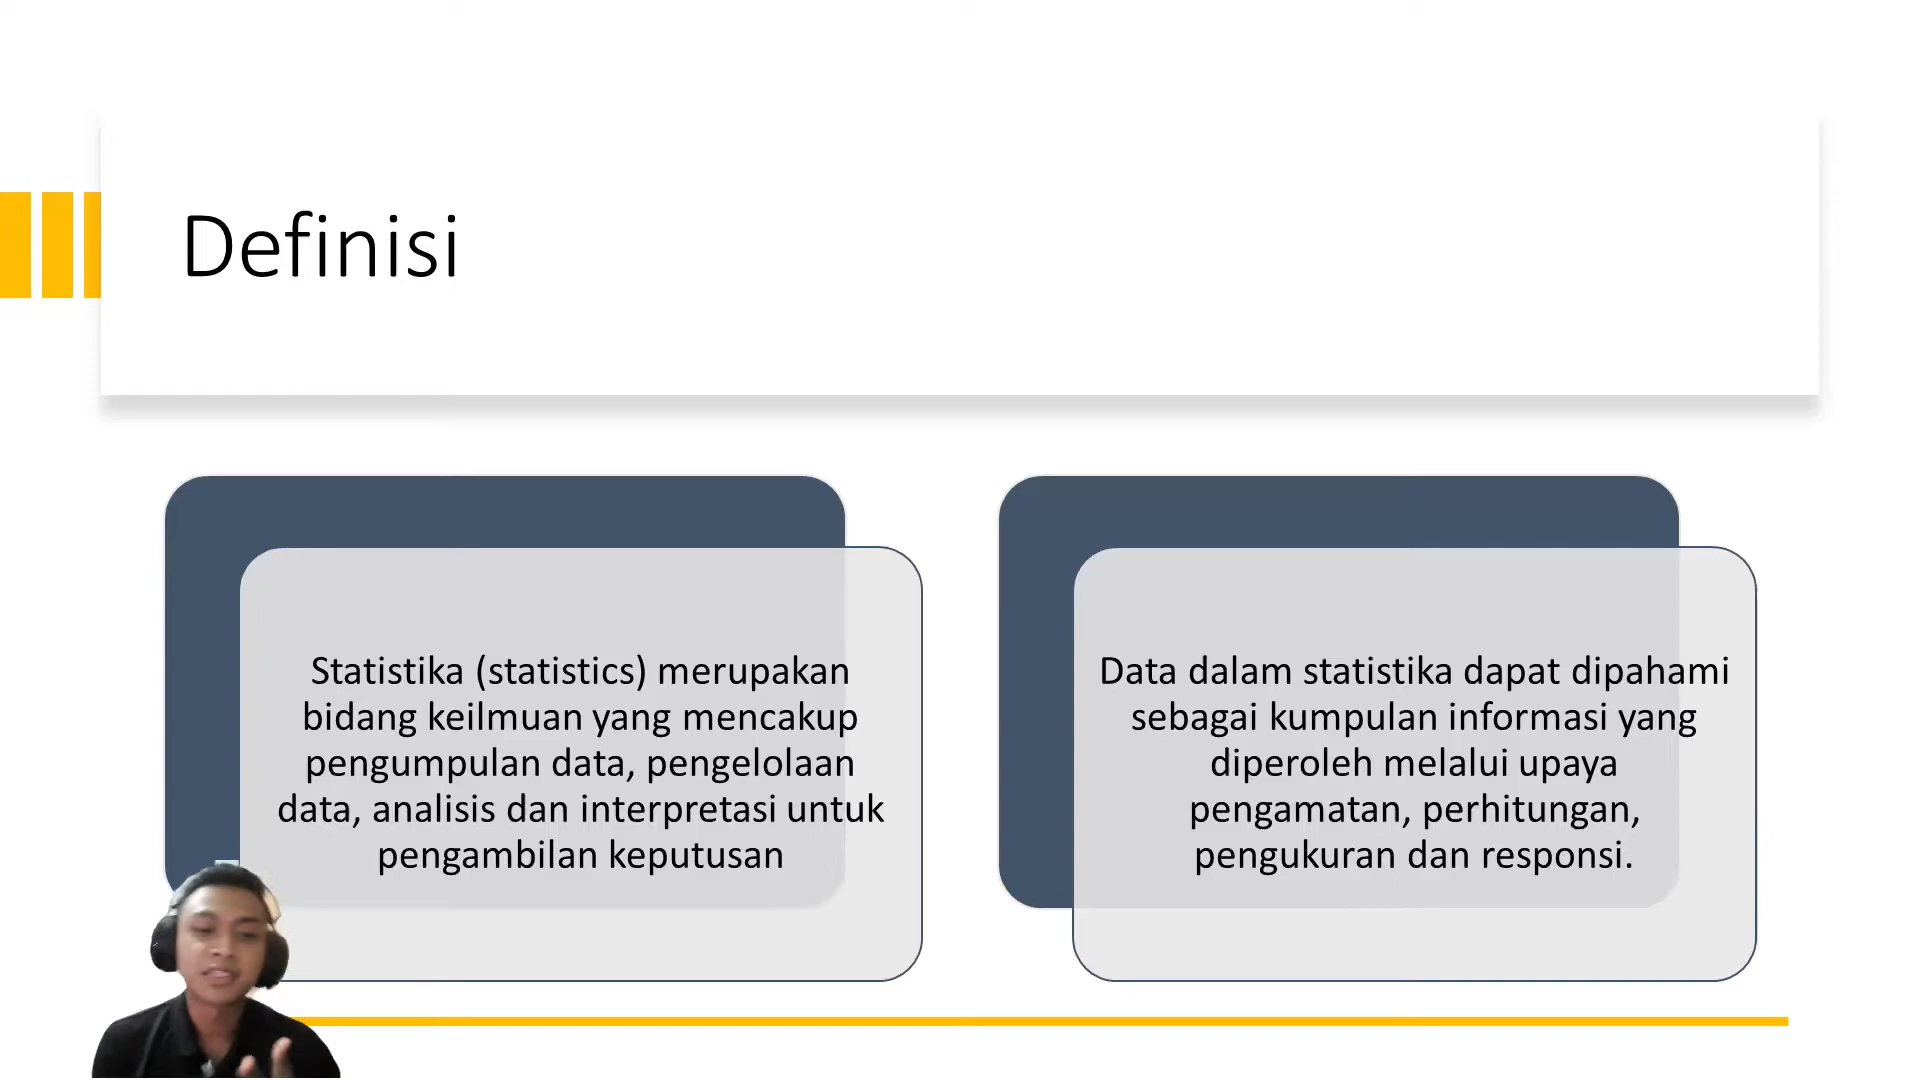 Definisi
Statistika (statistics) merupakan
bidang keilmuan yang mencakup
pengumpulan data, pengelolaan
data, analisis dan interpretasi untuk
pengambilan keputusan
Data dalam statistika dapat dipahami
sebagai kumpulan informasi yang
diperoleh melalui upaya
pengamatan, perhitungan,
pengukuran dan responsi.